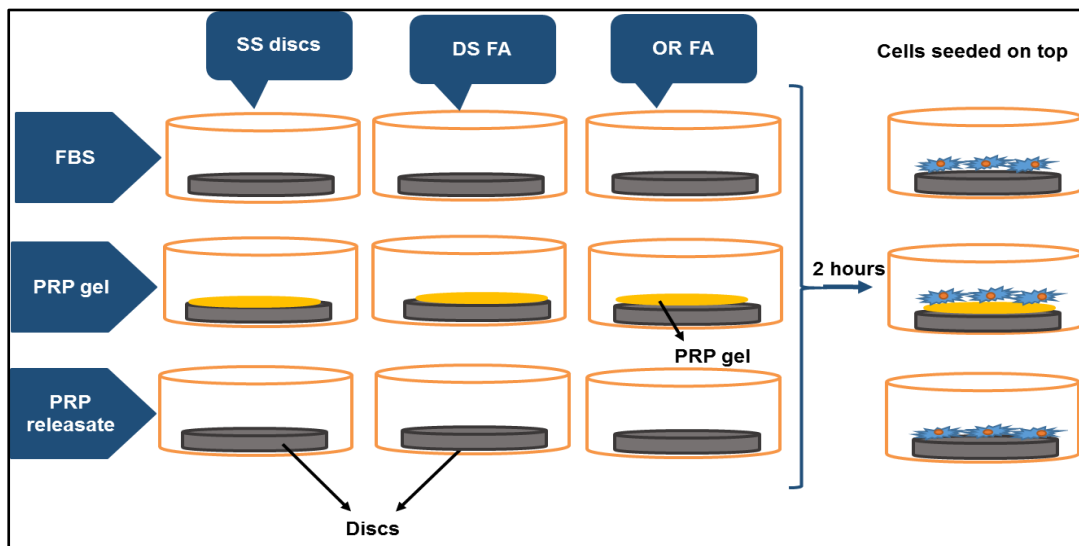 SS discs
DS FA
OR FA
Cells seeded on top
FBS
PRP gel
2 hours
PRP gel
PRP
releasate
Discs